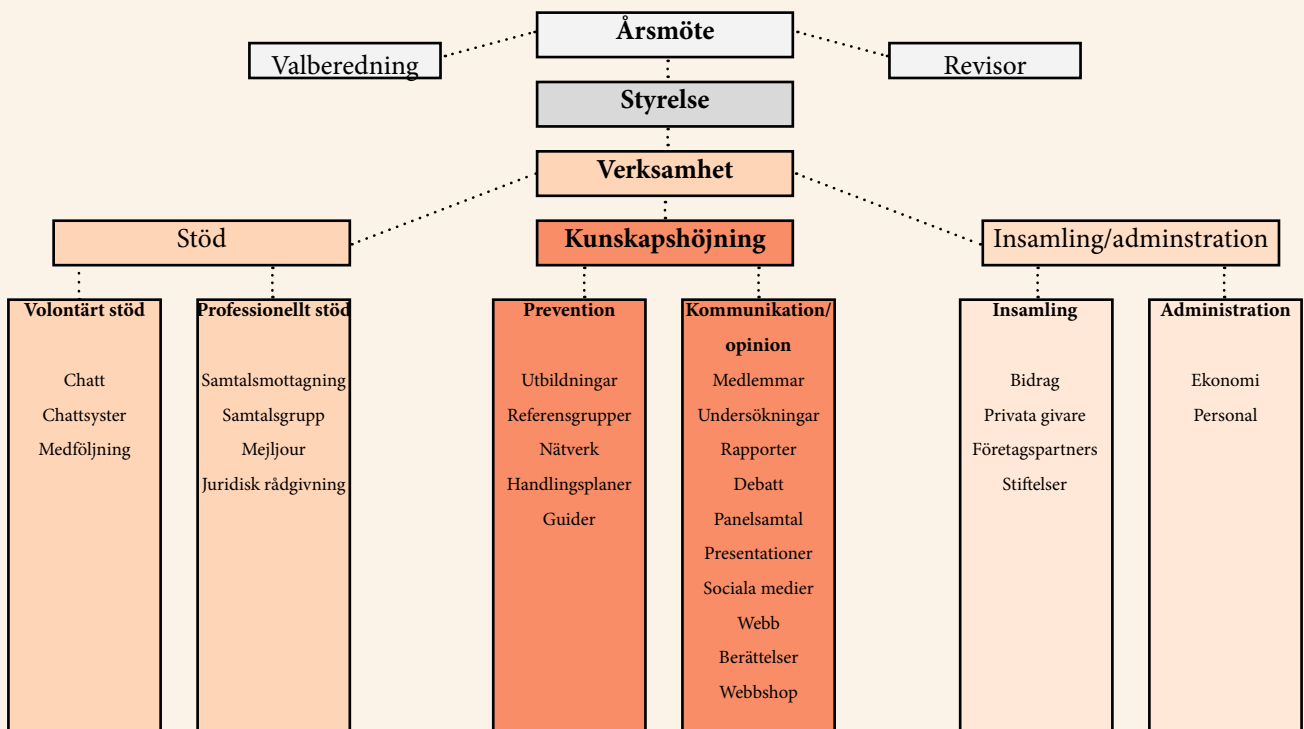 Årsmöte
Valberedning
Revisor
Styrelse
Verksamhet
Stöd
Kunskapshöjning
Insamling/adminstration
Volontärt stöd
Chatt
Chattsyster
Medföljning
Professionellt stöd
Samtalsmottagning
Samtalsgrupp
Mejljour
Juridisk rådgivning
Prevention
Utbildningar
Referensgrupper
Nätverk
Handlingsplaner
Guider
Kommunikation/
opinion
Medlemmar
Undersökningar
Rapporter
Debatt
Panelsamtal
Presentationer
Sociala medier
Webb
Berättelser
Webbshop
Insamling
Bidrag
Privata givare
Företagspartners
Stiftelser
Administration
Ekonomi
Personal